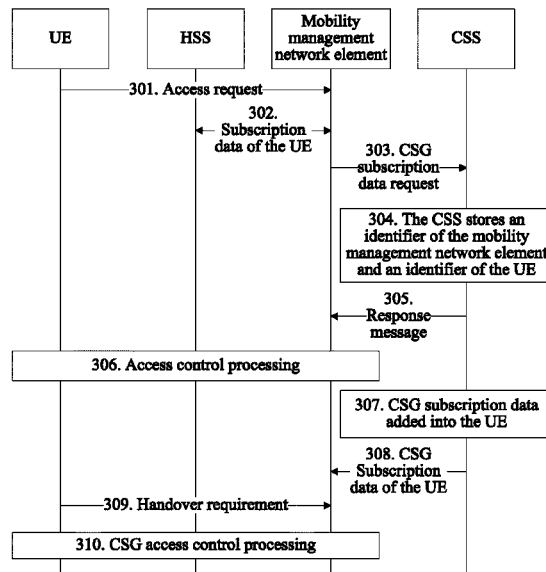 UE
HSS
Mobility
management
network element
CSS
301. Access request
302.
Subscription
data of the UE
303. CSG
subscription
data request
304. The CSS stores an
identifier of the mobility
management network element
and an identifier of the UE
305.
Response
message
306. Access control processing
307. CSG subscription data
added into the UE
308. CSG
Subscription
data of the UE
309. Handover requirement
310. CSG access control processing